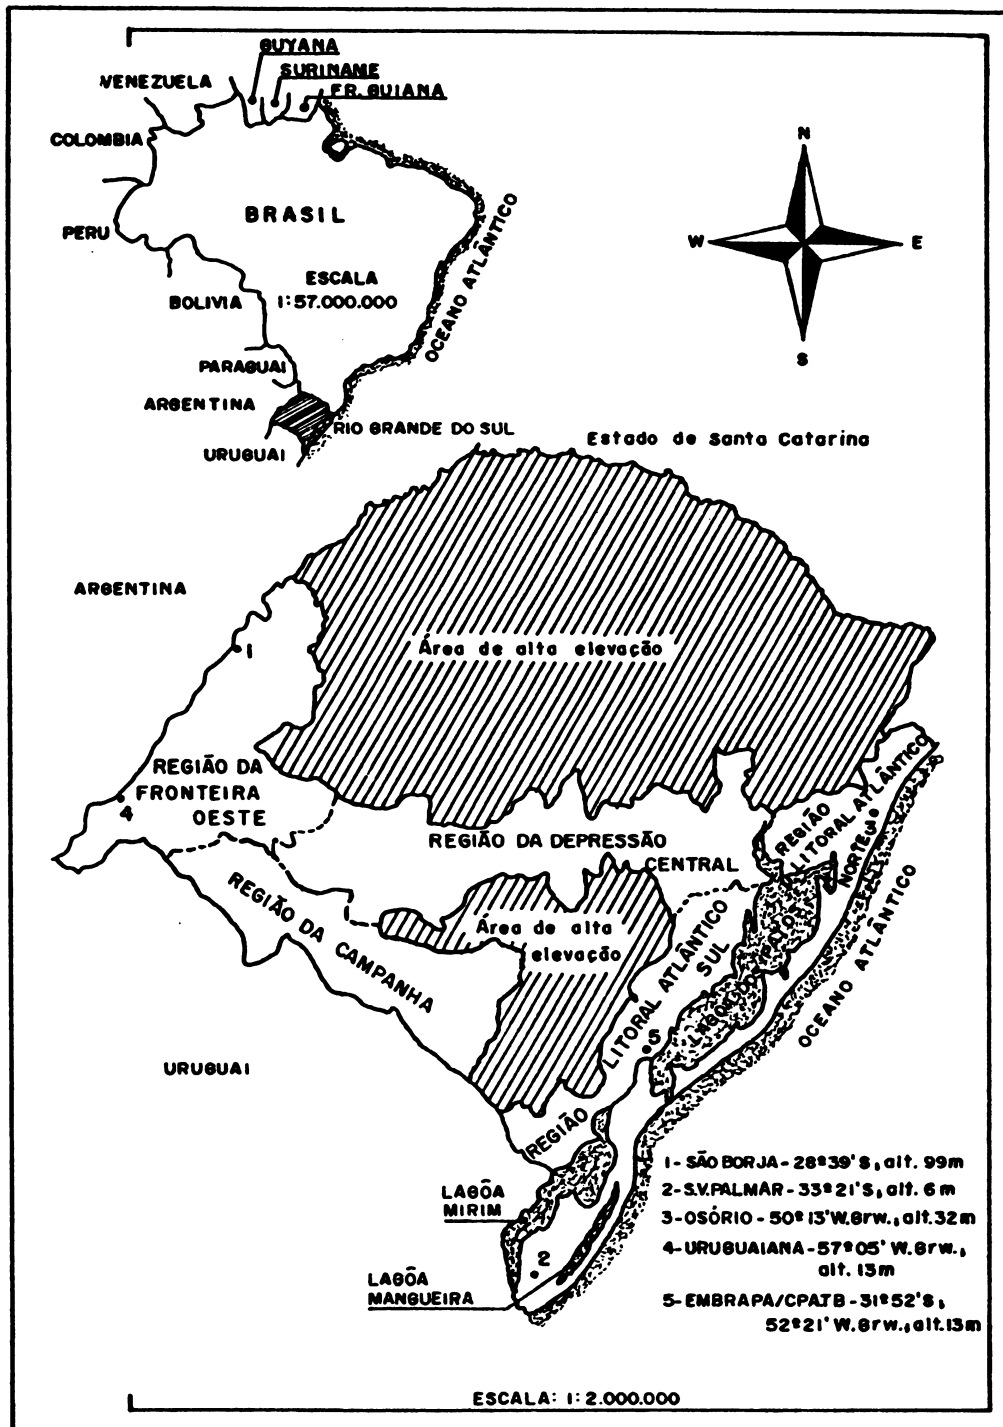 GUYANA
SURINAME
FR. GUIANA
VENEZUELA
COLOMBIA
PERU
BRASIL
ESCALA
1:57.000.000
BOLIVIA
PARAGUAI
ARGENTINA
URUGUAI
RIO GRANDE DO SUL
OCEANO ATLÂNTICO
N
W
E
S
Estado de Santa Catarina
ARGENTINA
Área de alta elevação
1
REGIÃO DA
FRONTEIRA
OESTE
4
REGIÃO DA DEPRESSÃO
CENTRAL
REGIÃO
LITORAL ATLÂNTICO
NORTE
3
REGIÃO DA CAMPANHA
Área de alta
elevação
REGIÃO
LITORAL ATLÂNTICO
SUL
LAGOA DOS PATOS
5
OCEANO ATLÂNTICO
URUGUAI
LAGÔA
MIRIM
2
LAGÔA
MANGUEIRA
1- SÃO BORJA - 28º39' S, alt. 99m
2-S.V.PALMAR - 33º21'S, alt. 6m
3-OSÓRIO - 50º13'W.Grw., alt.32m
4-URUGUAIANA - 57º05' W.Grw.,
alt. 13m
5-EMBRAPA/CPATB - 31º52'S,
52º21' W.Grw., alt.13m
ESCALA: 1: 2.000.000